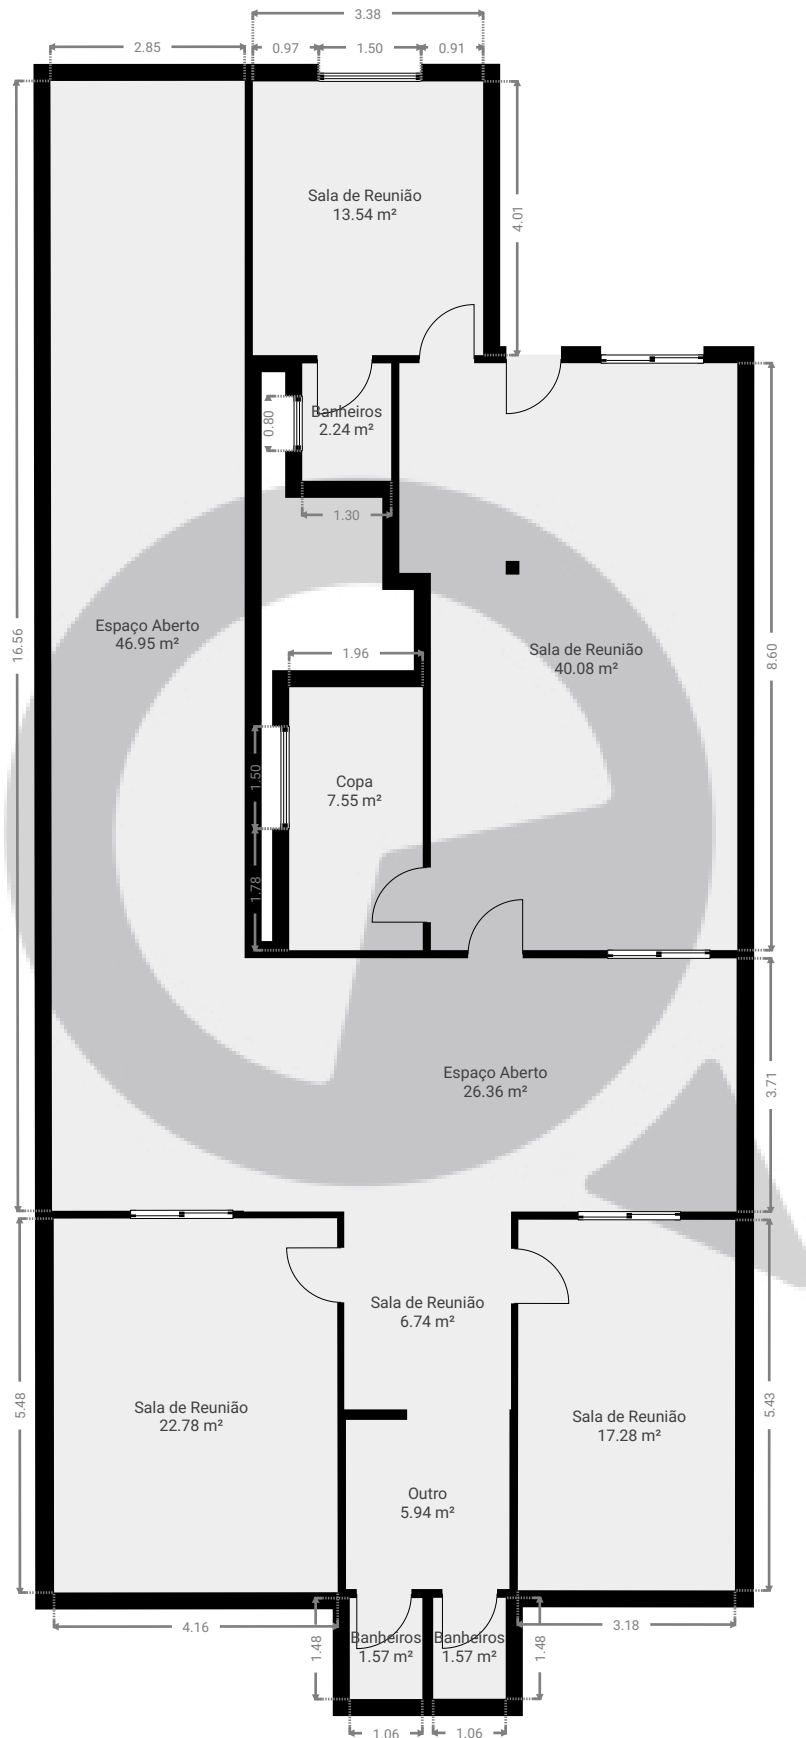 3.38
2.85
0.97
1.50
0.91
Sala de Reunião
13.54 m²
4.01
Banheiros
2.24 m²
0.80
1.30
16.56
Espaço Aberto
46.95 m²
Sala de Reunião
40.08 m²
8.60
1.96
1.50
Copa
7.55 m²
1.78
Espaço Aberto
26.36 m²
3.71
Sala de Reunião
6.74 m²
5.48
Sala de Reunião
22.78 m²
Sala de Reunião
17.28 m²
5.43
Outro
5.94 m²
4.16
3.18
1.48
Banheiros
1.57 m²
Banheiros
1.57 m²
1.48
1.06
1.06